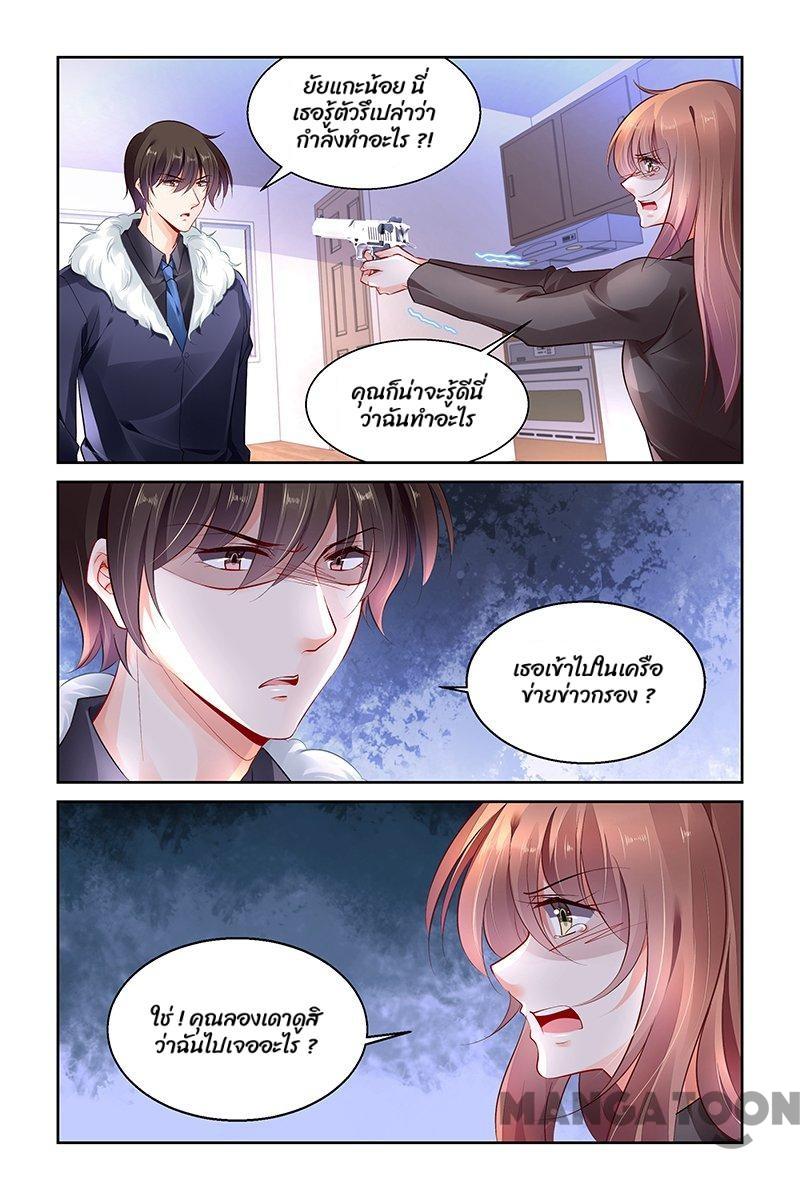 ยัยแกะน้อย นี่
เธอรู้ตัวรึเปล่าว่า
กำลังทำอะไร ?!
คุณก็น่าจะรู้ดีนี่
ว่าฉันทำอะไร
เธอเข้าไปในเครือ
ข่ายข่าวกรอง ?
ใช่ ! คุณลองเดาดูสิ
ว่าฉันไปเจออะไร ?
MANGATOON